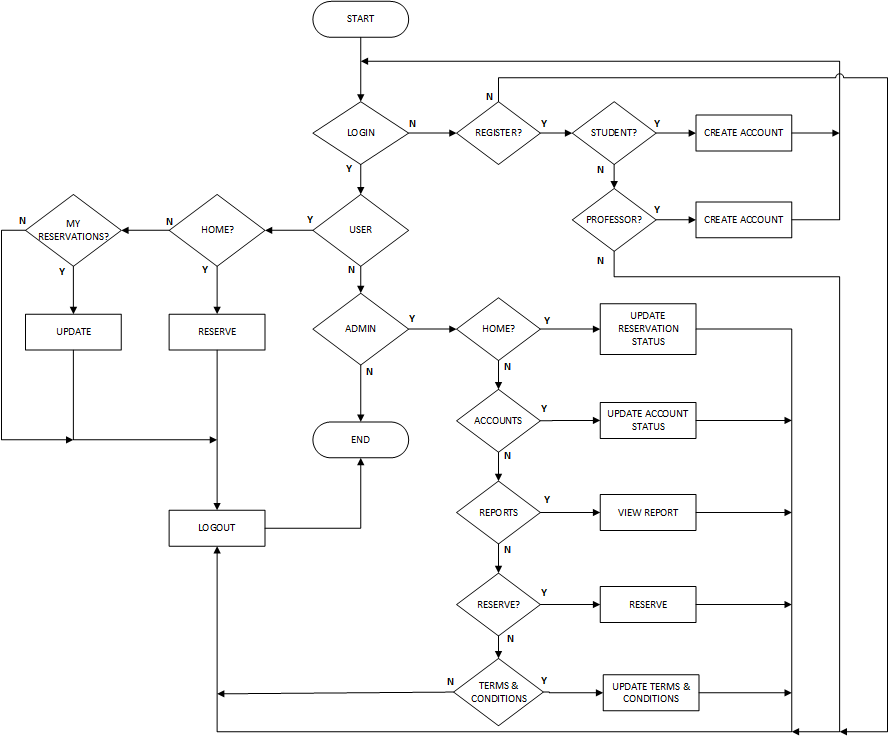 START
N
LOGIN
N
REGISTER?
Y
STUDENT?
Y
CREATE ACCOUNT
Y
N
N
MY
RESERVATIONS?
N
HOME?
Y
USER
PROFESSOR?
Y
CREATE ACCOUNT
Y
Y
N
N
UPDATE
RESERVE
ADMIN
Y
HOME?
Y
UPDATE
RESERVATION
STATUS
N
N
END
ACCOUNTS
Y
UPDATE ACCOUNT
STATUS
N
LOGOUT
REPORTS
Y
VIEW REPORT
N
RESERVE?
Y
RESERVE
N
N
TERMS &
CONDITIONS
Y
UPDATE TERMS &
CONDITIONS